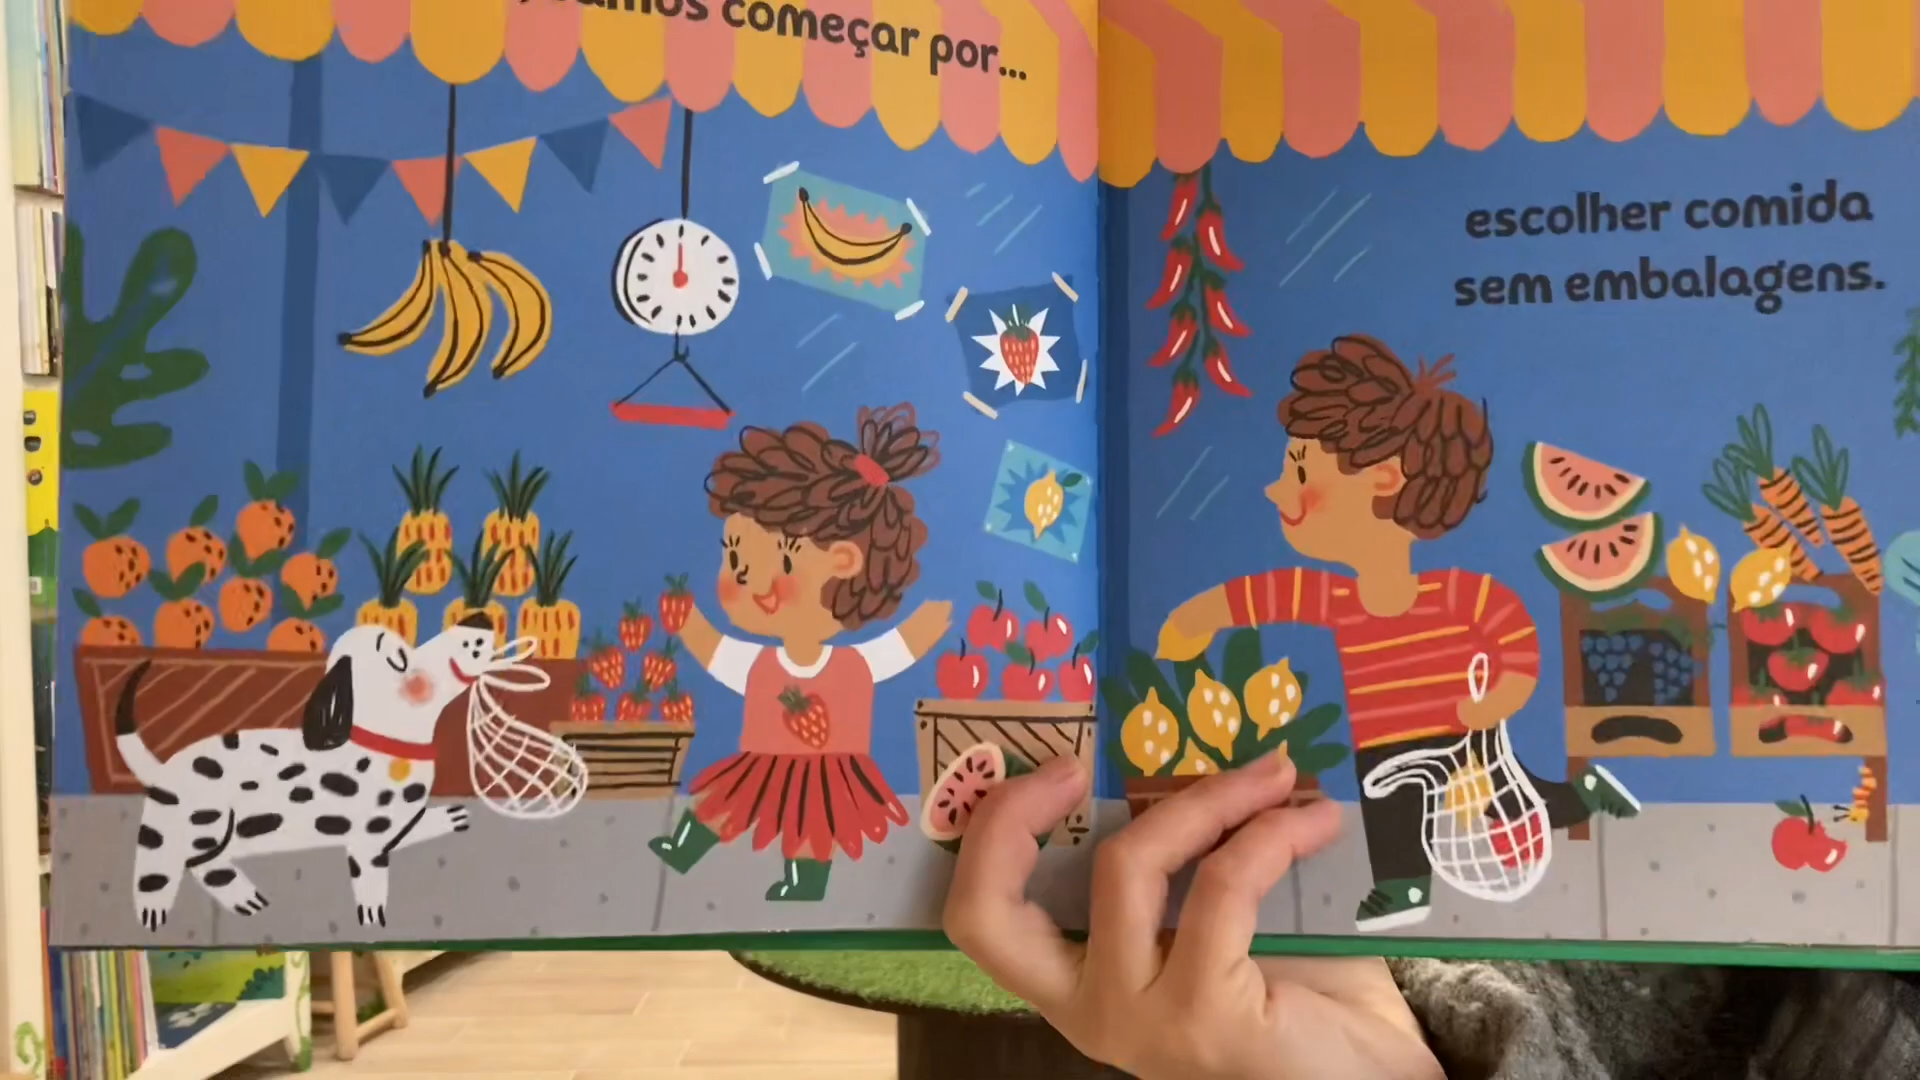 começar por...
escolher comida
sem embalagens.